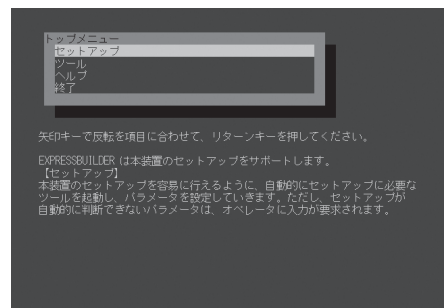 トップメニュー
セットアップ
ツール
ヘルプ
終了
矢印キーで反転を項目に合わせて、リターンキーを押してください。
EXPRESSBUILDER は本装置のセットアップをサポートします。
【セットアップ】
本装置のセットアップを容易に行えるように、自動的にセットアップに必要な
ツールを起動し、パラメータを設定していきます。ただし、セットアップが
自動的に判断できないパラメータは、オペレータに入力が要求されます。